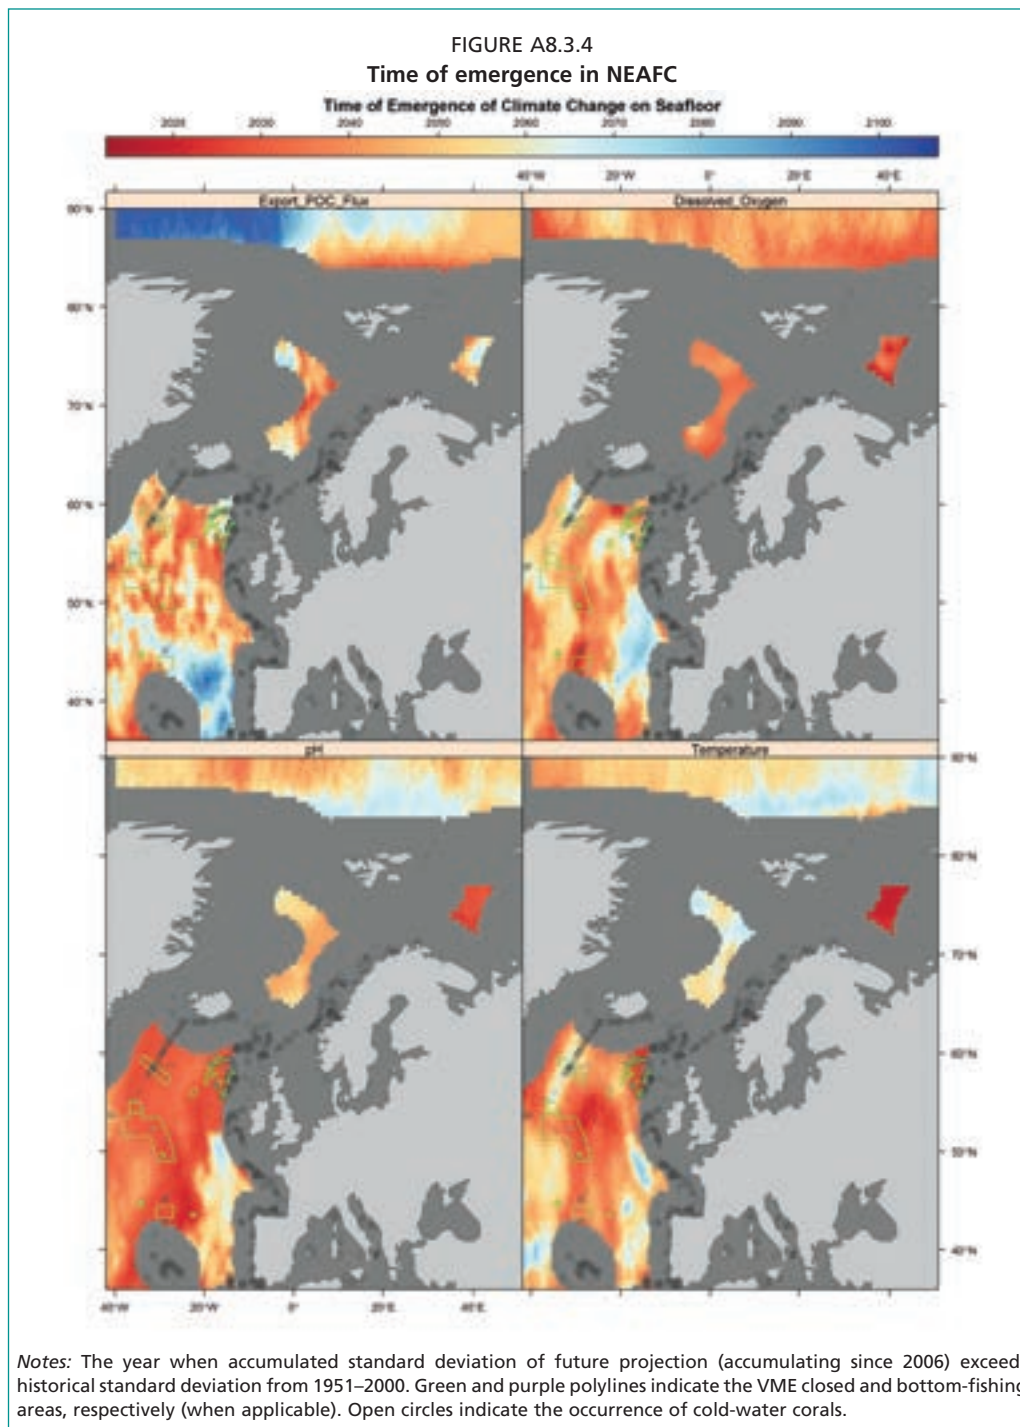 FIGURE A8.3.4
Time of emergence in NEAFC
Time of Emergence of Climate Change on Seafloor
2020 2030 2040 2050 2060 2070 2080 2090 2100
40°W 20°W 0° 20°E 40°E
Export_POC_Flux Dissolved_Oxygen
90°N
80°N
70°N
60°N
50°N
40°N
pH Temperature
90°N
80°N
70°N
60°N
50°N
40°N
40°W 20°W 0° 20°E 40°E
Notes: The year when accumulated standard deviation of future projection (accumulating since 2006) exceed
historical standard deviation from 1951–2000. Green and purple polylines indicate the VME closed and bottom-fishing
areas, respectively (when applicable). Open circles indicate the occurrence of cold-water corals.